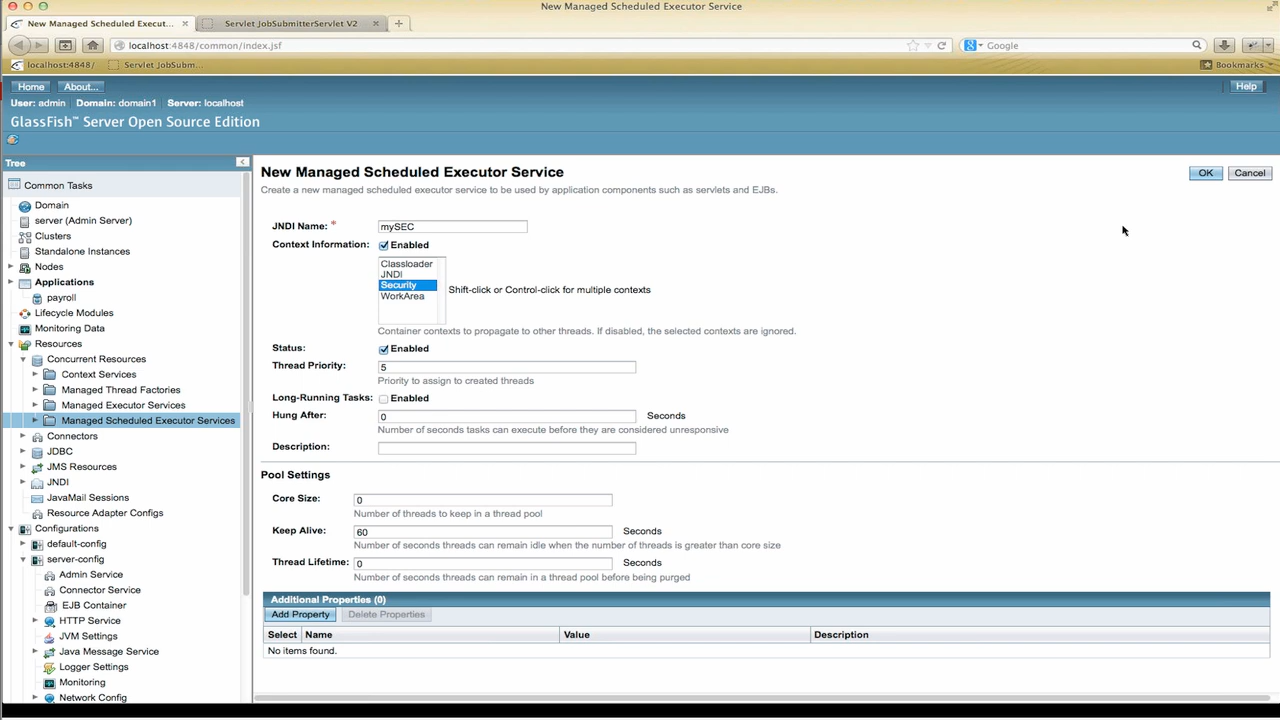 New Managed Scheduled Executor Service
New Managed Scheduled Execut...
Servlet JobSubmitterServlet V2
localhost:4848/common/index.jsf
Google
localhost:4848/
Servlet JobSubm...
Bookmarks
Home
About...
Help
User: admin Domain: domain1 Server: localhost
GlassFish™ Server Open Source Edition
Tree
Common Tasks
Domain
server (Admin Server)
Clusters
Standalone Instances
Nodes
Applications
payroll
Lifecycle Modules
Monitoring Data
Resources
Concurrent Resources
Context Services
Managed Thread Factories
Managed Executor Services
Managed Scheduled Executor Services
Connectors
JDBC
JMS Resources
JNDI
JavaMail Sessions
Resource Adapter Configs
Configurations
default-config
server-config
Admin Service
Connector Service
EJB Container
HTTP Service
JVM Settings
Java Message Service
Logger Settings
Monitoring
Network Config
New Managed Scheduled Executor Service
OK
Cancel
Create a new managed scheduled executor service to be used by application components such as servlets and EJBs.
JNDI Name: * mySEC
Context Information: Enabled
Classloader
JNDI
Security
WorkArea
Shift-click or Control-click for multiple contexts
Container contexts to propagate to other threads. If disabled, the selected contexts are ignored.
Status: Enabled
Thread Priority: 5
Priority to assign to created threads
Long-Running Tasks: Enabled
Hung After: 0 Seconds
Number of seconds tasks can execute before they are considered unresponsive
Description:
Pool Settings
Core Size: 0
Number of threads to keep in a thread pool
Keep Alive: 60 Seconds
Number of seconds threads can remain idle when the number of threads is greater than core size
Thread Lifetime: 0 Seconds
Number of seconds threads can remain in a thread pool before being purged
Additional Properties (0)
Add Property Delete Properties
Select Name Value Description
No items found.